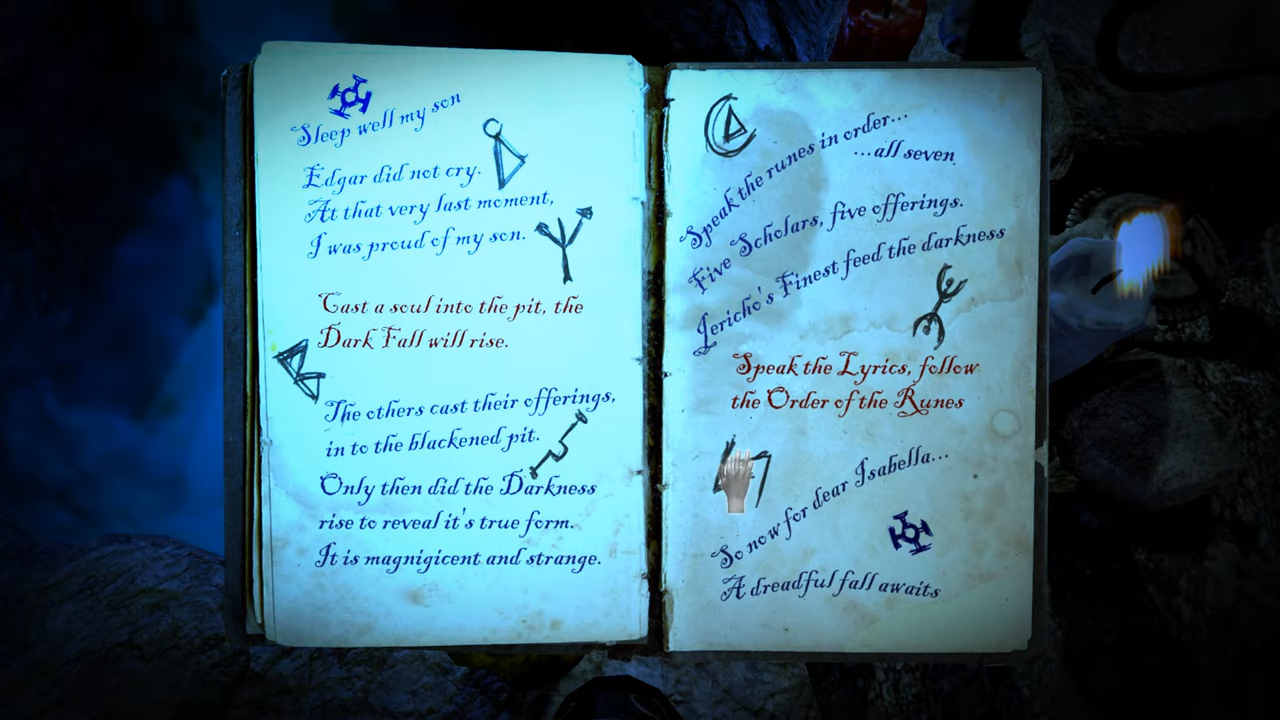 Sleep well my son
Edgar did not cry.
At that very last moment,
I was proud of my son.
Cast a soul into the pit, the
Dark Fall will rise.
The others cast their offerings,
in to the blackened pit.
Only then did the Darkness
rise to reveal it's true form.
It is magnigicent and strange.
Speak the runes in order...
...all seven
Five Scholars, five offerings.
Jericho's Finest feed the darkness
Speak the Lyrics, follow
the Order of the Runes
So now for dear Isabella...
A dreadful fall awaits